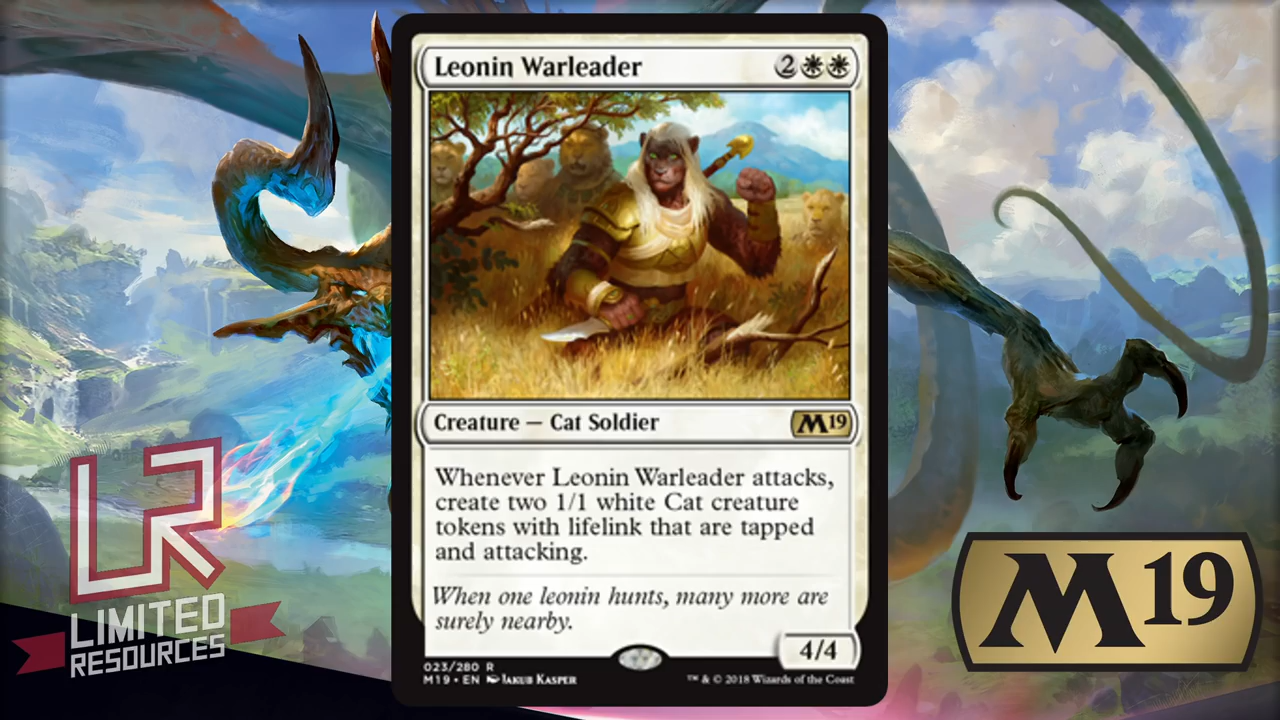 Leonin Warleader 2
Creature — Cat Soldier M19
Whenever Leonin Warleader attacks,
create two 1/1 white Cat creature
tokens with lifelink that are tapped
and attacking.
When one leonin hunts, many more are
surely nearby.
4/4
023/280 R
M19 • EN Jakub Kasper ™ & © 2018 Wizards of the Coast
LR
LIMITED
RESOURCES
M19